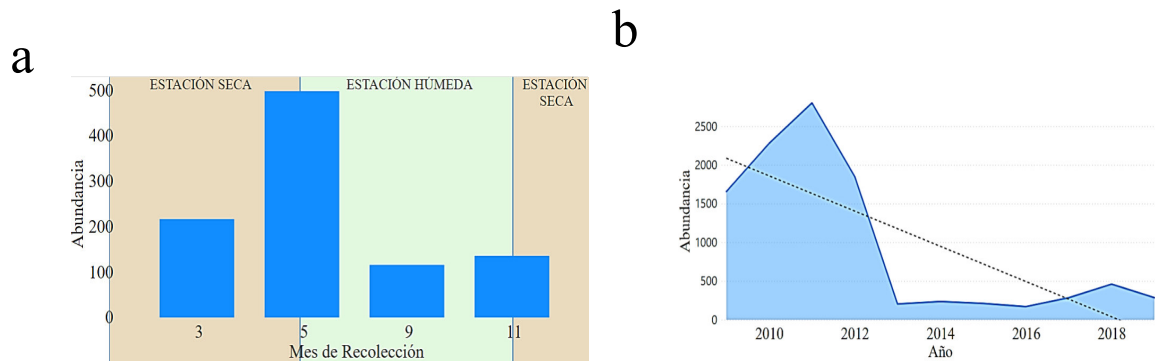 a
ESTACIÓN SECA
ESTACIÓN HÚMEDA
ESTACIÓN
SECA
500
400
300
200
100
0
Abundancia
3 5 9 11
Mes de Recolección
b
2500
2000
1500
1000
500
0
Abundancia
2010 2012 2014 2016 2018
Año